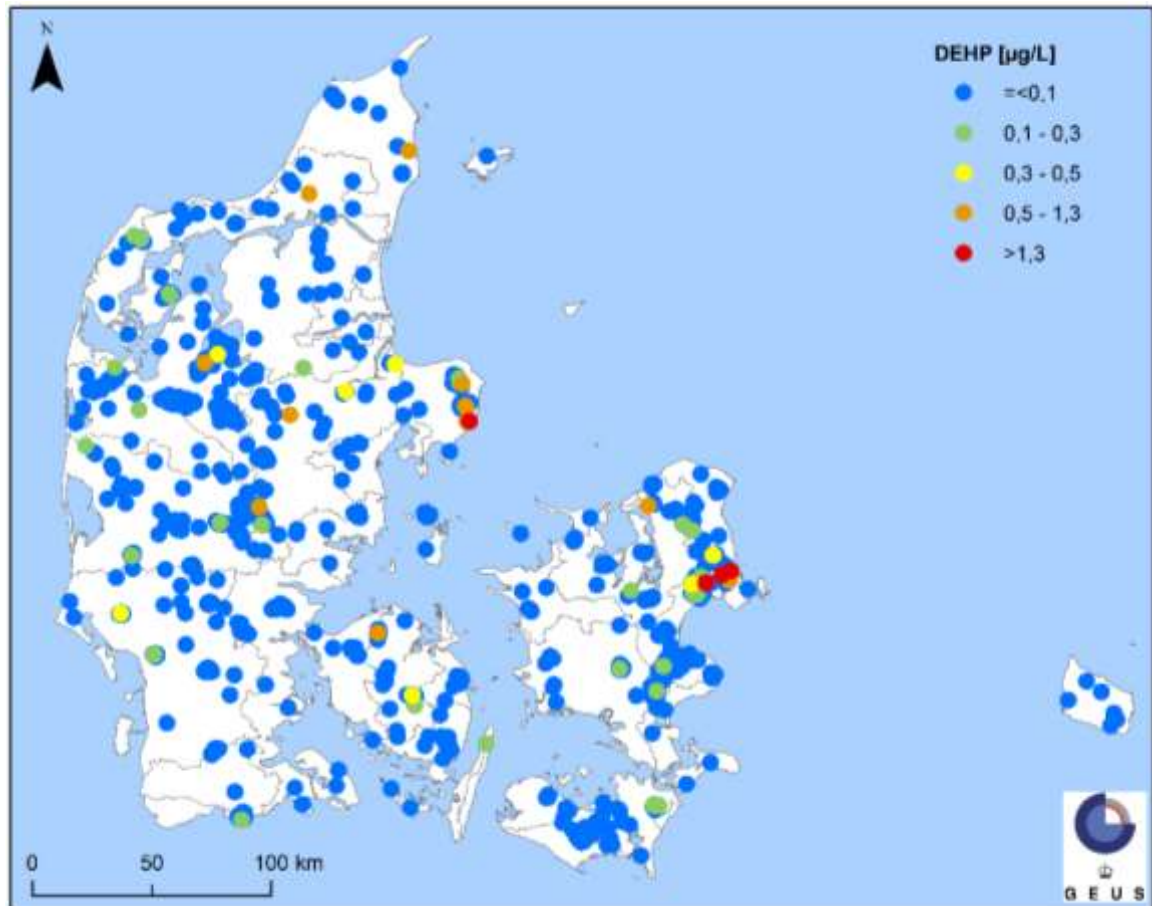 N
DEHP [µg/L]
=<0,1
0,1 - 0,3
0,3 - 0,5
0,5 - 1,3
>1,3
0 50 100 km
G E U S